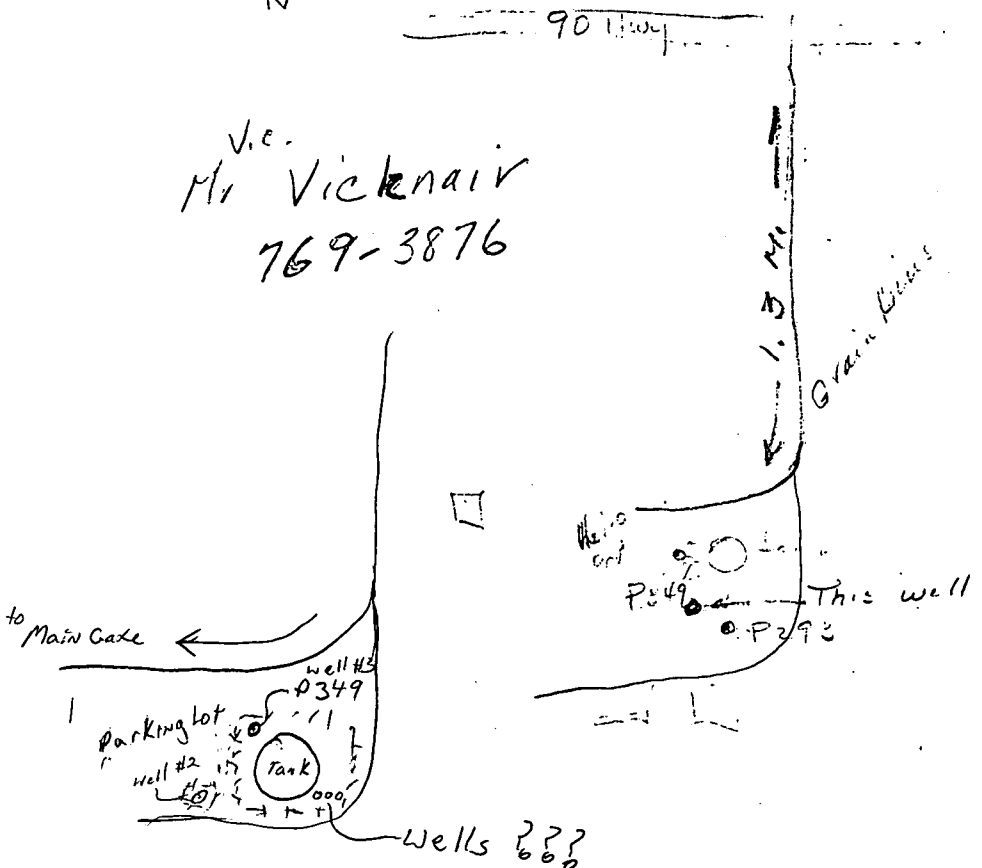 N
90 Hwy
V.C.
Mr Vicknair
769-3876
1.3 Mi.
Grain
This well
to
Main Gate
Well #3
P349
Parking Lot
Well #2
Tank
Wells ???